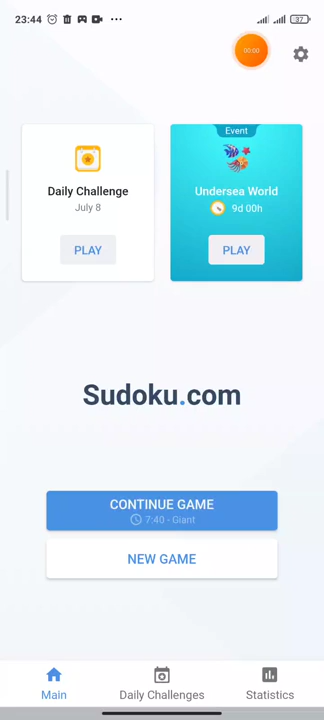 23:44
37
00:00
Event
Daily Challenge
July 8
PLAY
Undersea World
9d 00h
PLAY
Sudoku.com
CONTINUE GAME
7:40 - Giant
NEW GAME
Main
Daily Challenges
Statistics